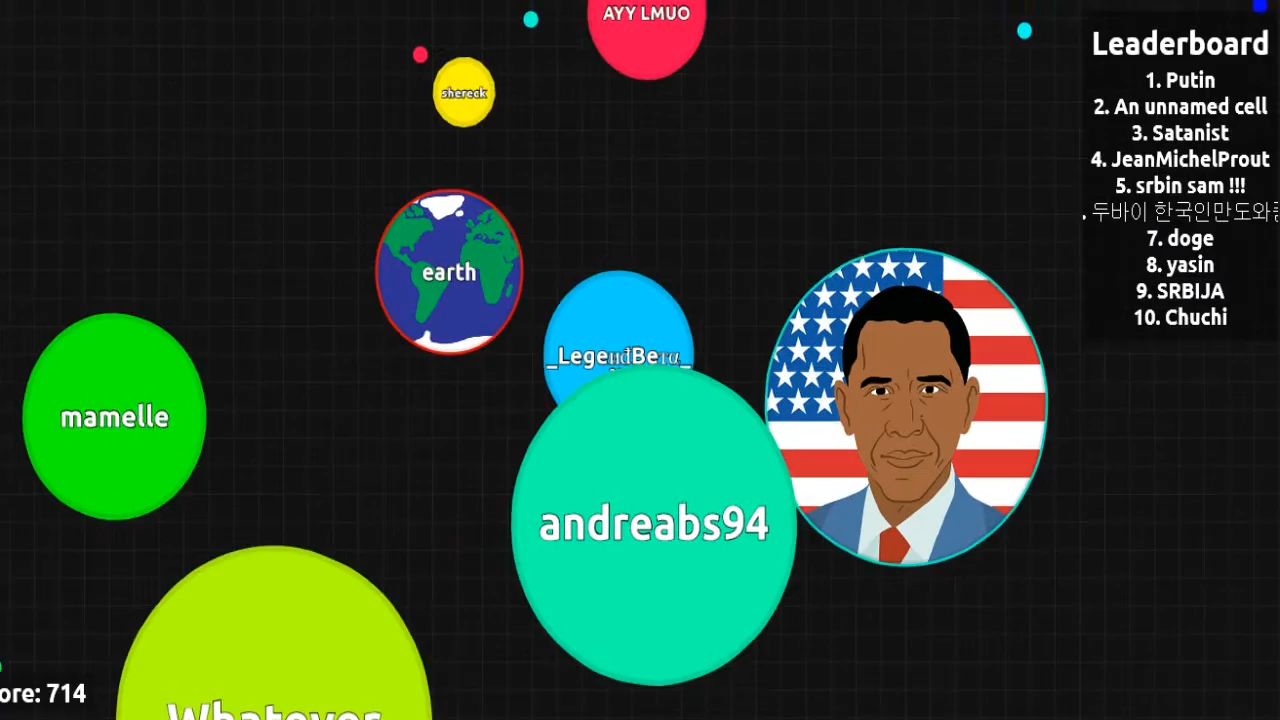 AYY LMUO
shereck
earth
_LegeиđBeτα_
mamelle
andreabs94
Whatever
ore: 714
Leaderboard
1. Putin
2. An unnamed cell
3. Satanist
4. JeanMichelProut
5. srbin sam !!!
. 두바이 한국인만도와
7. doge
8. yasin
9. SRBIJA
10. Chuchi